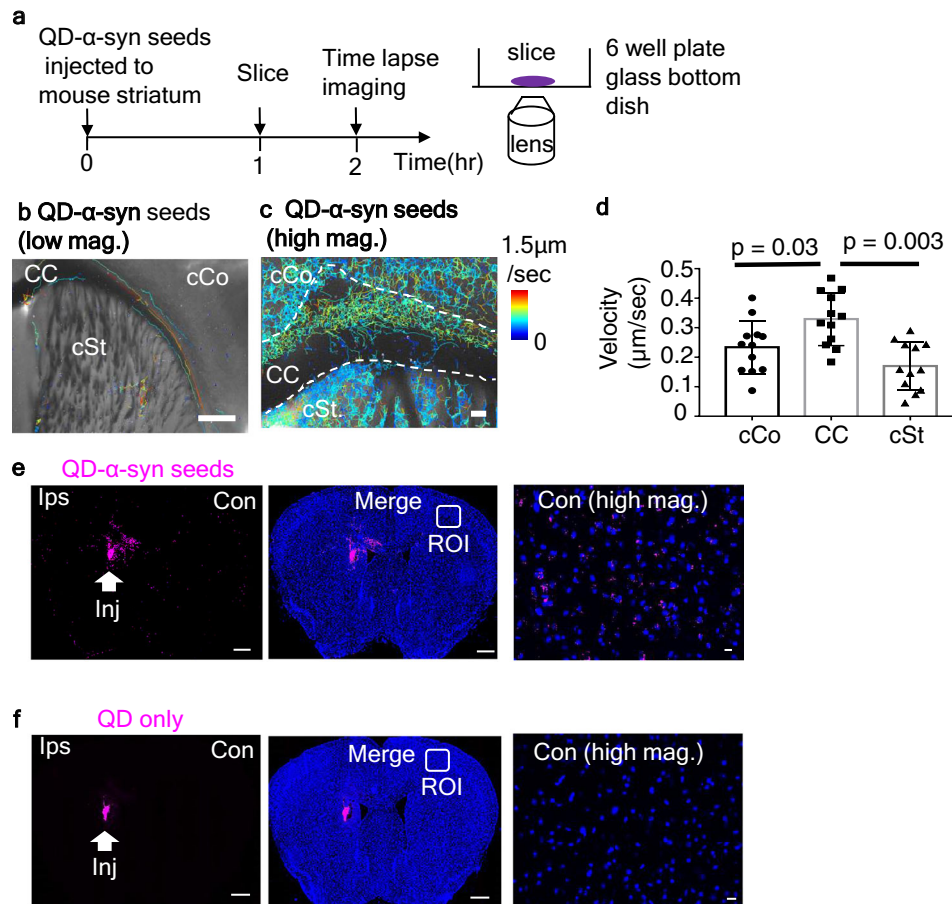 a
QD-α-syn seeds
injected to
mouse striatum
Slice
Time lapse
imaging
0
1
2
Time(hr)
slice
lens
6 well plate
glass bottom
dish
b QD-α-syn seeds
(low mag.)
CC
cCo
cSt
c QD-α-syn seeds
(high mag.)
cCo.
CC
cSt.
1.5µm
/sec
0
d
p = 0.03
p = 0.003
Velocity
(µm/sec)
0.5
0.4
0.3
0.2
0.1
0
cCo
CC
cSt
e
QD-α-syn seeds
Ips
Con
Inj
Merge
ROI
Con (high mag.)
f
QD only
Ips
Con
Inj
Merge
ROI
Con (high mag.)